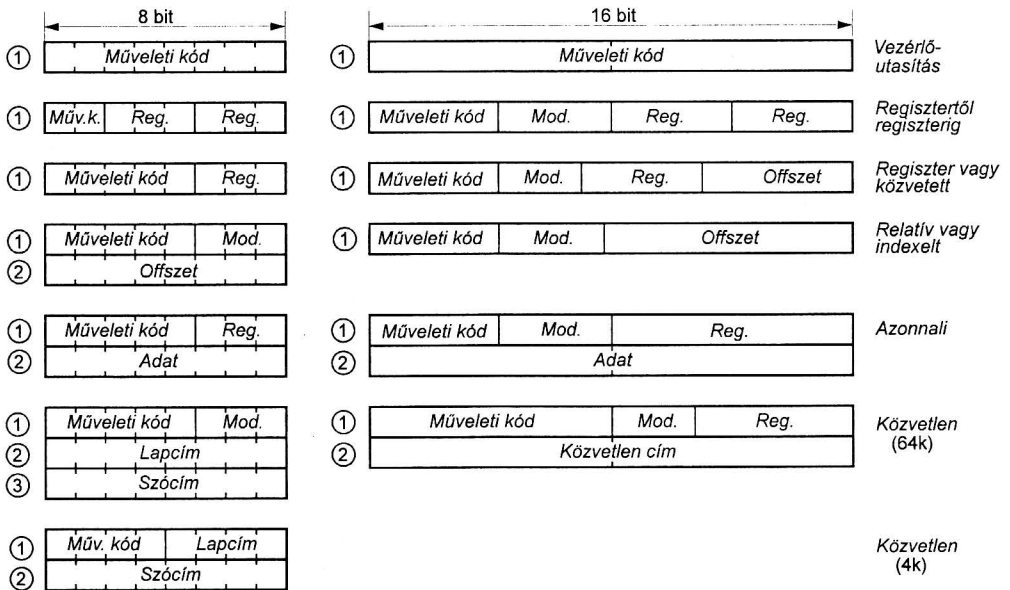 8 bit 16 bit
① Műveleti kód ① Műveleti kód Vezérlő-
utasítás
① Műv.k. Reg. Reg. ① Műveleti kód Mod. Reg. Reg. Regisztertől
regiszterig
① Műveleti kód Reg. ① Műveleti kód Mod. Reg. Offszet Regiszter vagy
közvetett
① Műveleti kód Mod. ① Műveleti kód Mod. Offszet Relatív vagy
② Offszet indexelt
① Műveleti kód Reg. ① Műveleti kód Mod. Reg. Azonnali
② Adat ② Adat
① Műveleti kód Mod. ① Műveleti kód Mod. Reg. Közvetlen
② Lapcím ② Közvetlen cím (64k)
③ Szócím
① Műv. kód Lapcím Közvetlen
② Szócím (4k)